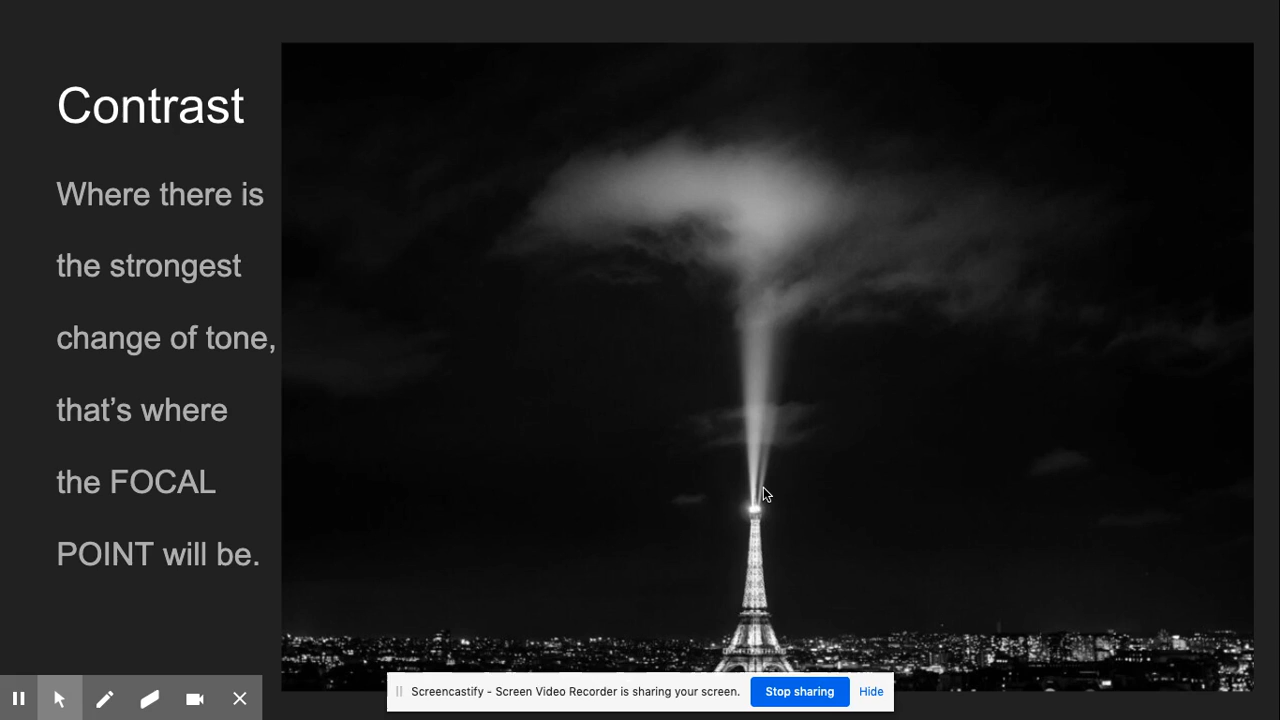 Contrast
Where there is
the strongest
change of tone,
that’s where
the FOCAL
POINT will be.
Screencastify - Screen Video Recorder is sharing your screen.
Stop sharing
Hide